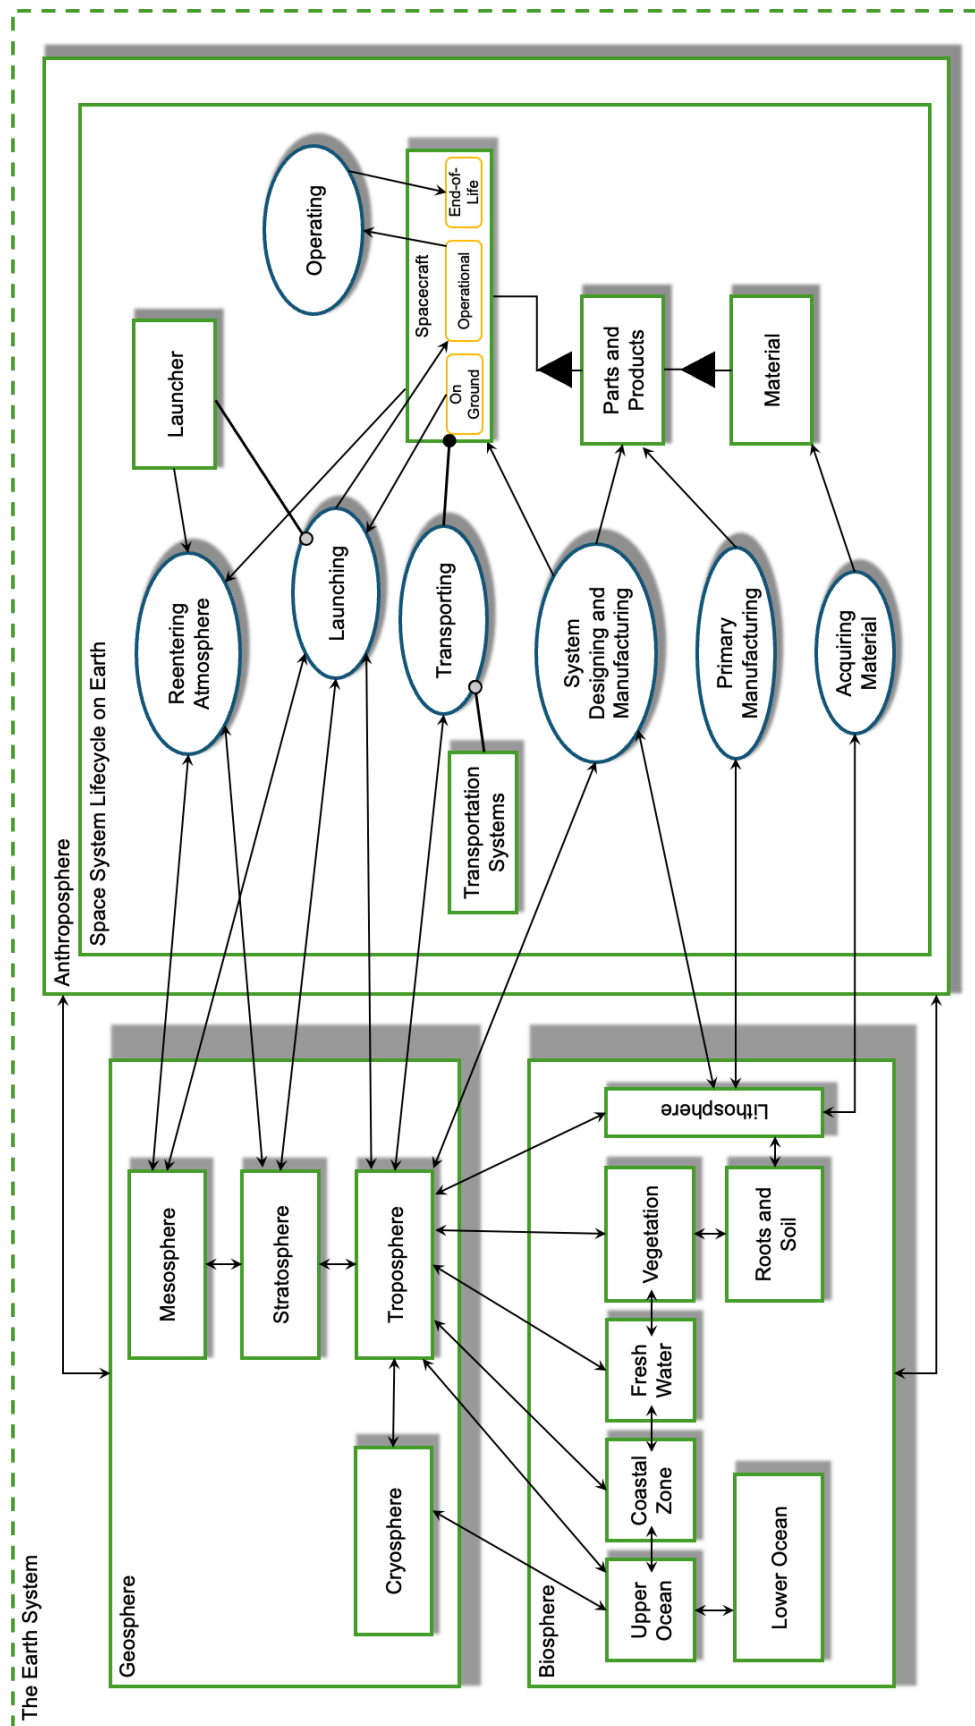 The Earth System
Geosphere
Mesosphere
Stratosphere
Troposphere
Cryosphere
Biosphere
Upper
Ocean
Coastal
Zone
Fresh
Water
Vegetation
Lithosphere
Lower Ocean
Roots and
Soil
Anthroposphere
Space System Lifecycle on Earth
Reentering
Atmosphere
Launcher
Launching
Operating
Transporting
Transportation
Systems
Spacecraft
On
Ground
Operational
End-of-
Life
System
Designing and
Manufacturing
Parts and
Products
Primary
Manufacturing
Material
Acquiring
Material